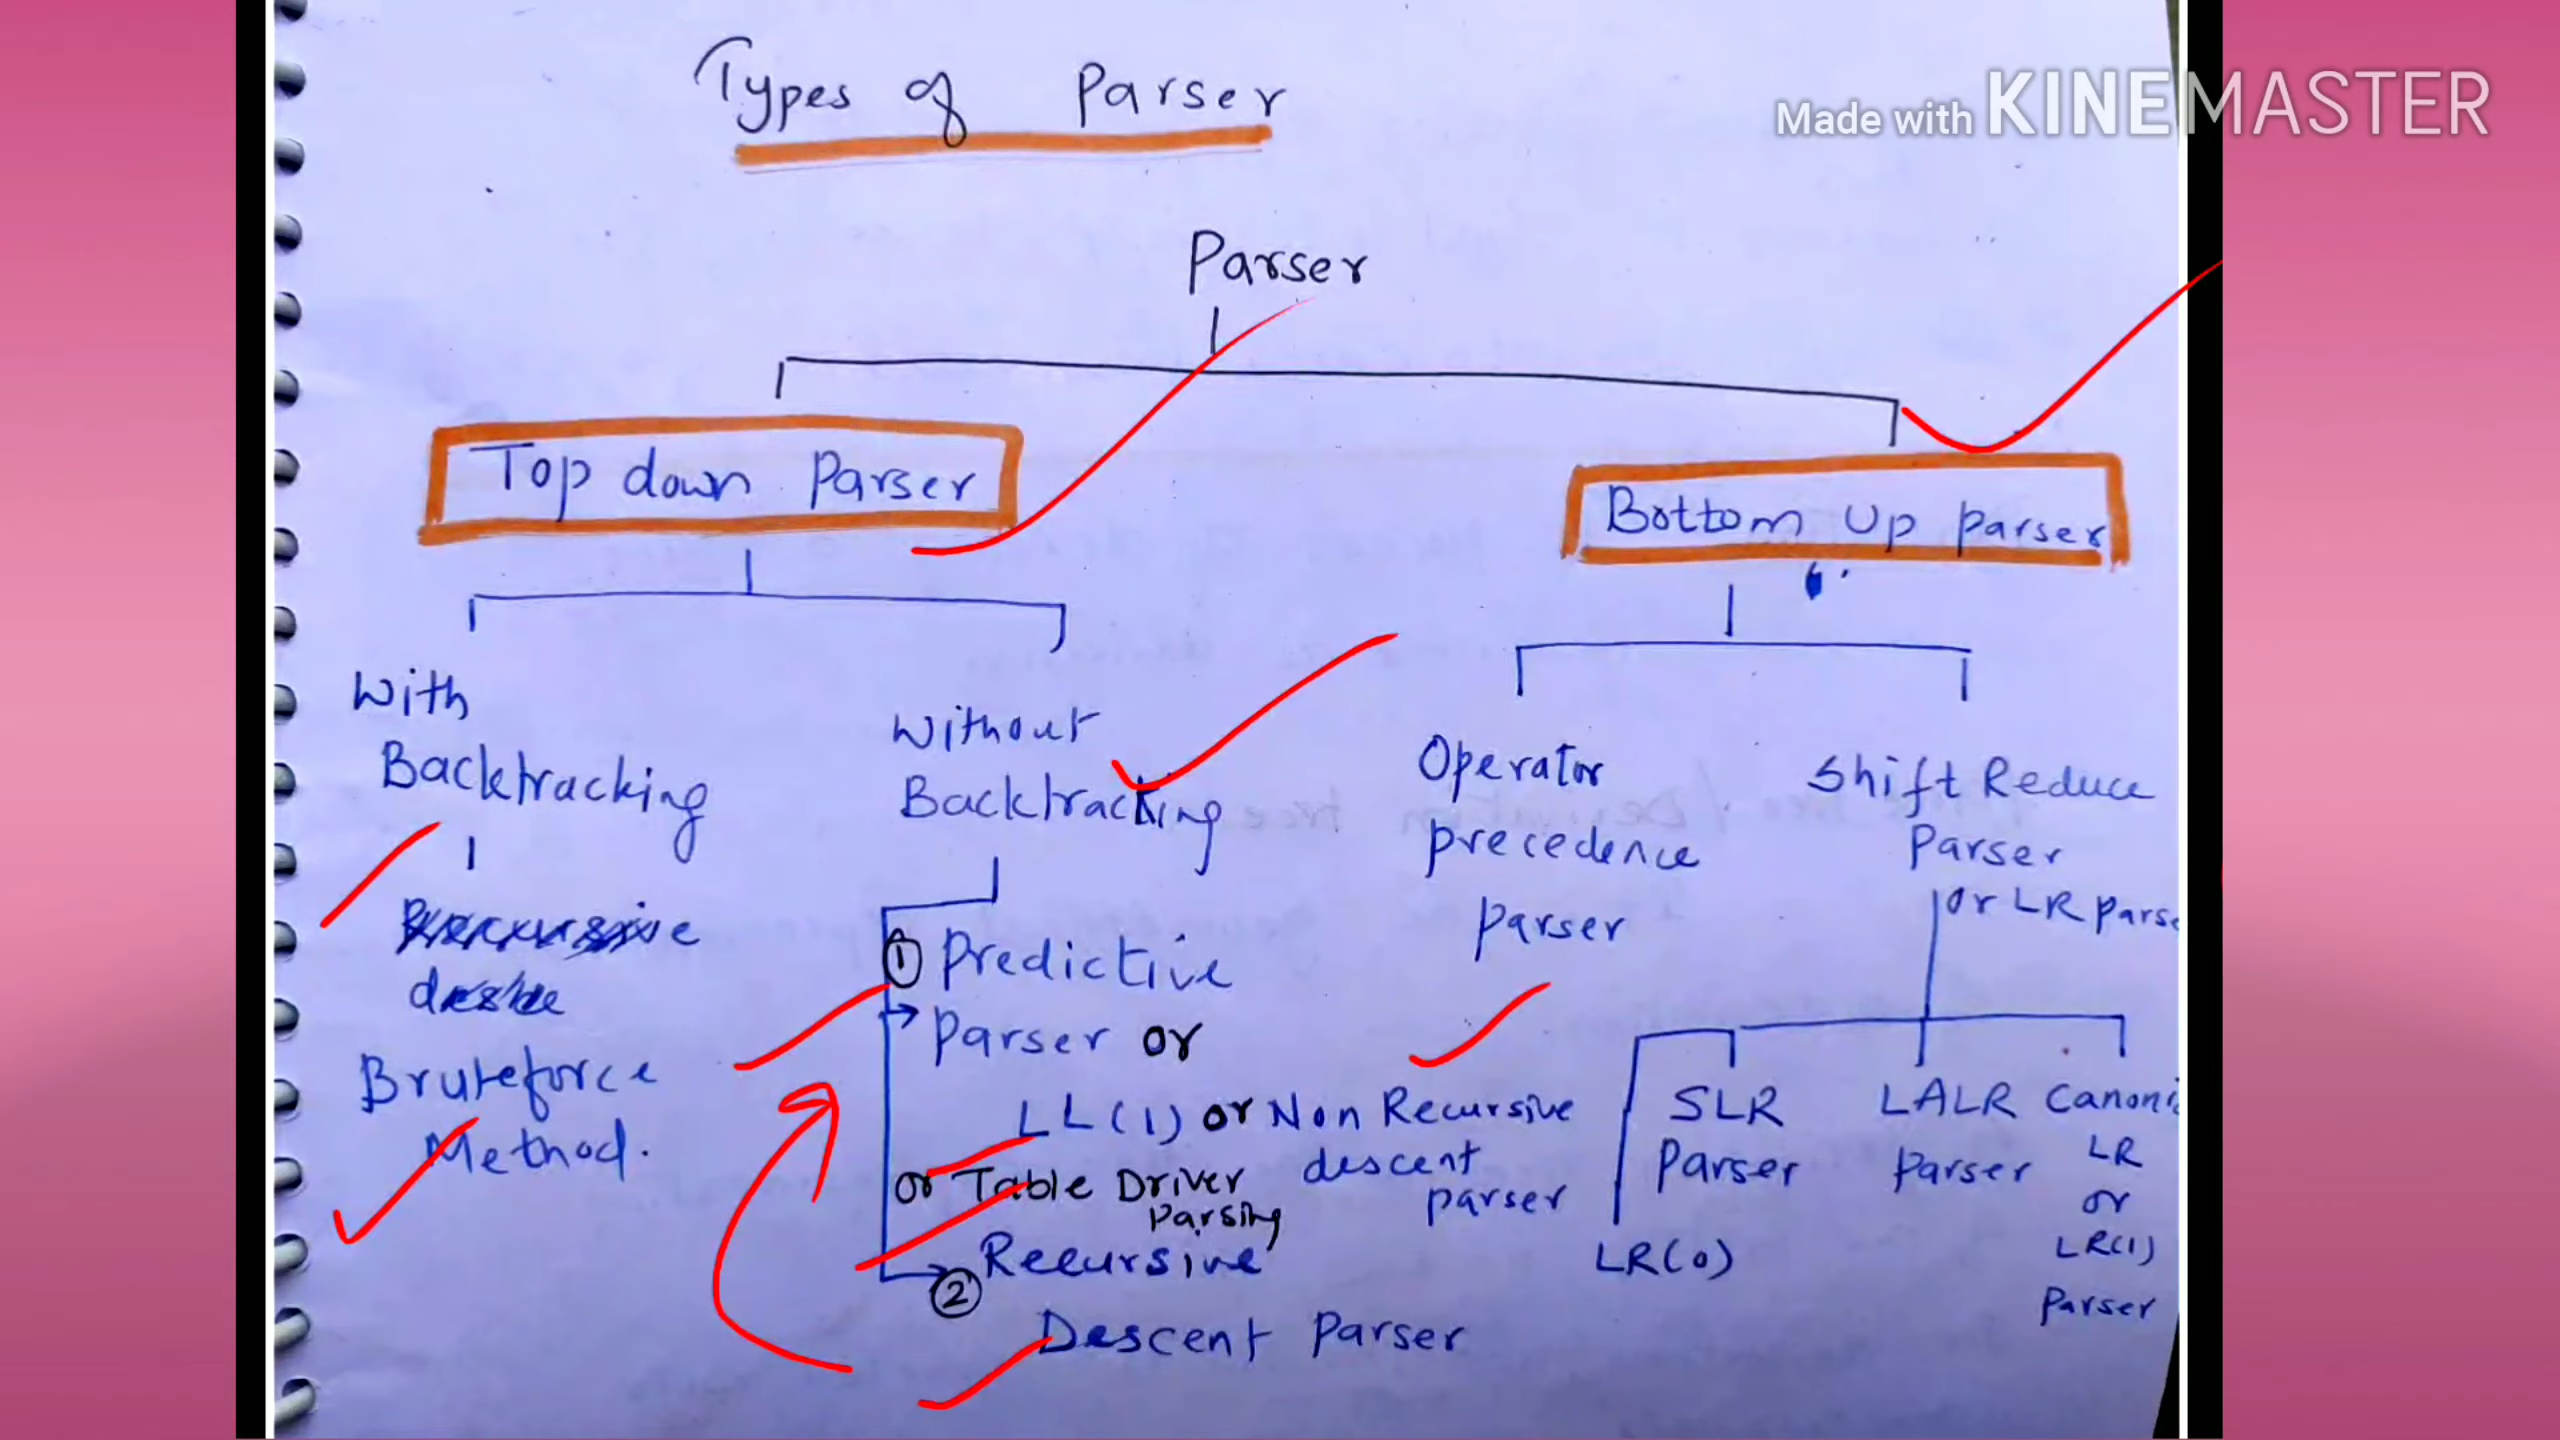 Types of Parser
Made with KINEMASTER
Parser
Top down Parser
Bottom Up parser
With
Backtracking
Without
Backtracking
Bruteforce
Method.
① Predictive
Parser or
LL(1) or Non Recursive
descent
parser
or Table Driver
Parsing
② Recursive
Descent Parser
Operator
precedence
parser
Shift Reduce
Parser
or LR Parse
LR(0)
SLR
Parser
LALR
Parser
Canonic
LR
or
LR(1)
Parser